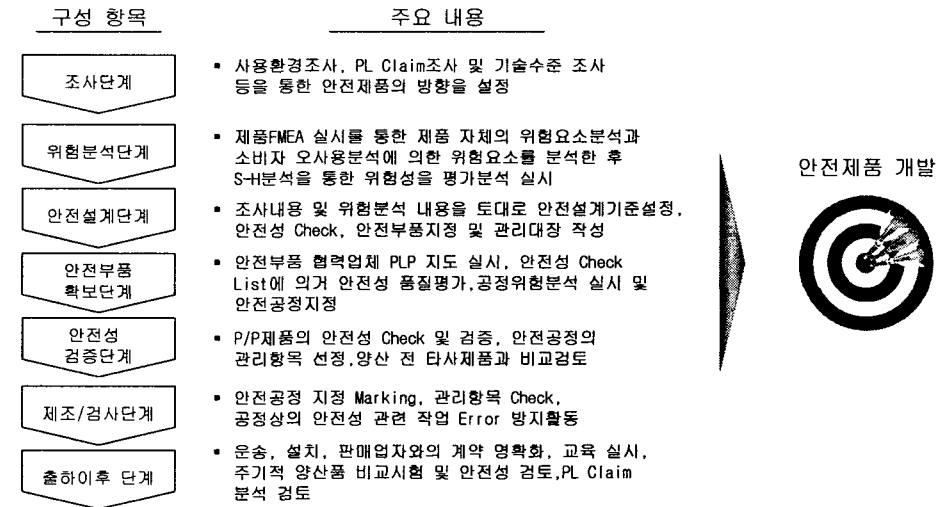 구성 항목
주요 내용
조사단계
▪ 사용환경조사, PL Claim조사 및 기술수준 조사
등을 통한 안전제품의 방향을 설정
위험분석단계
▪ 제품FMEA 실시를 통한 제품 자체의 위험요소분석과
소비자 오사용분석에 의한 위험요소를 분석한 후
S-H분석을 통한 위험성을 평가분석 실시
안전설계단계
▪ 조사내용 및 위험분석 내용을 토대로 안전설계기준설정,
안전성 Check, 안전부품지정 및 관리대장 작성
안전부품
확보단계
▪ 안전부품 협력업체 PLP 지도 실시, 안전성 Check
List에 의거 안전성 품질평가,공정위험분석 실시 및
안전공정지정
안전성
검증단계
▪ P/P제품의 안전성 Check 및 검증, 안전공정의
관리항목 선정,양산 전 타사제품과 비교검토
제조/검사단계
▪ 안전공정 지정 Marking, 관리항목 Check,
공정상의 안전성 관련 작업 Error 방지활동
출하이후 단계
▪ 운송, 설치, 판매업자와의 계약 명확화, 교육 실시,
주기적 양산품 비교시험 및 안전성 검토,PL Claim
분석 검토
안전제품 개발